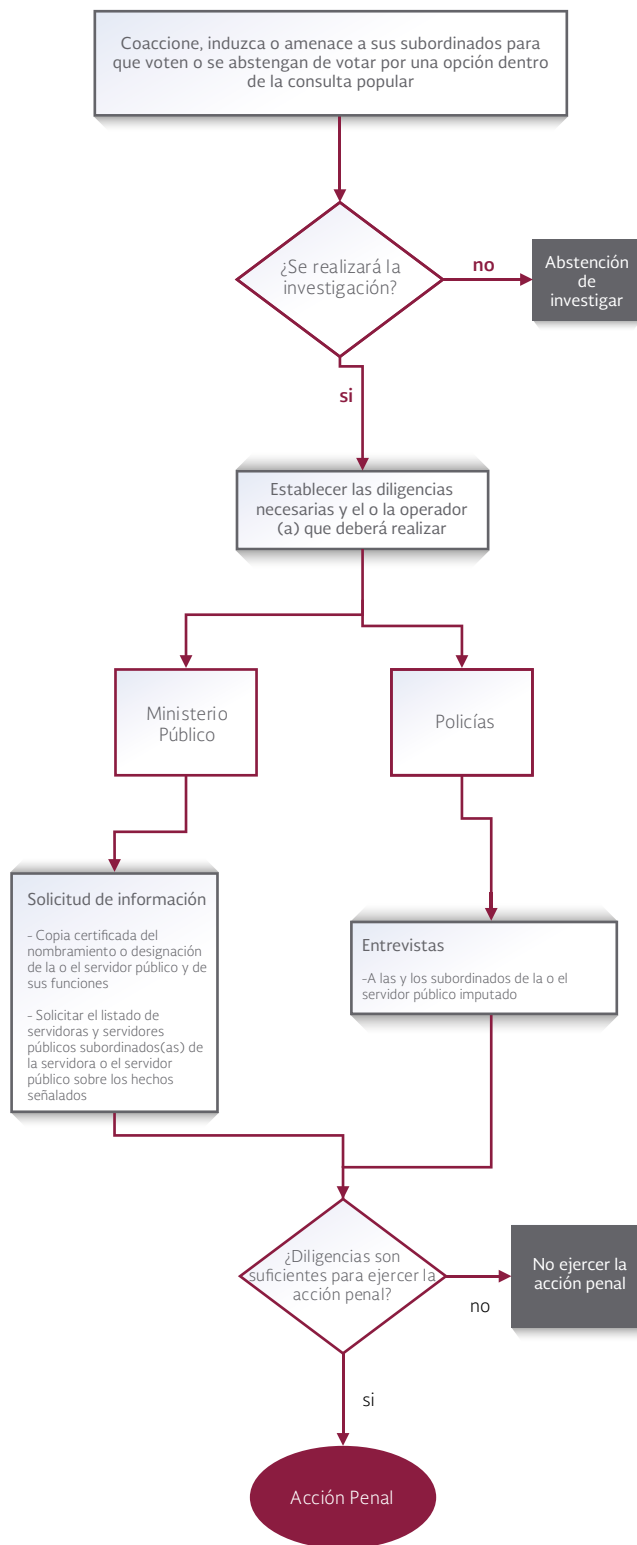 Coaccione, induzca o amenace a sus subordinados para
que voten o se abstengan de votar por una opción dentro
de la consulta popular
¿Se realizará la
investigación?
no
Abstención
de
investigar
si
Establecer las diligencias
necesarias y el o la operador
(a) que deberá realizar
Ministerio
Público
Policías
Solicitud de información
- Copia certificada del
nombramiento o designación
de la o el servidor público y de
sus funciones
- Solicitar el listado de
servidoras y servidores
públicos subordinados(as) de
la servidora o el servidor
público sobre los hechos
señalados
Entrevistas
-A las y los subordinados de la o el
servidor público imputado
¿Diligencias son
suficientes para ejercer la
acción penal?
no
No ejercer la
acción penal
si
Acción Penal